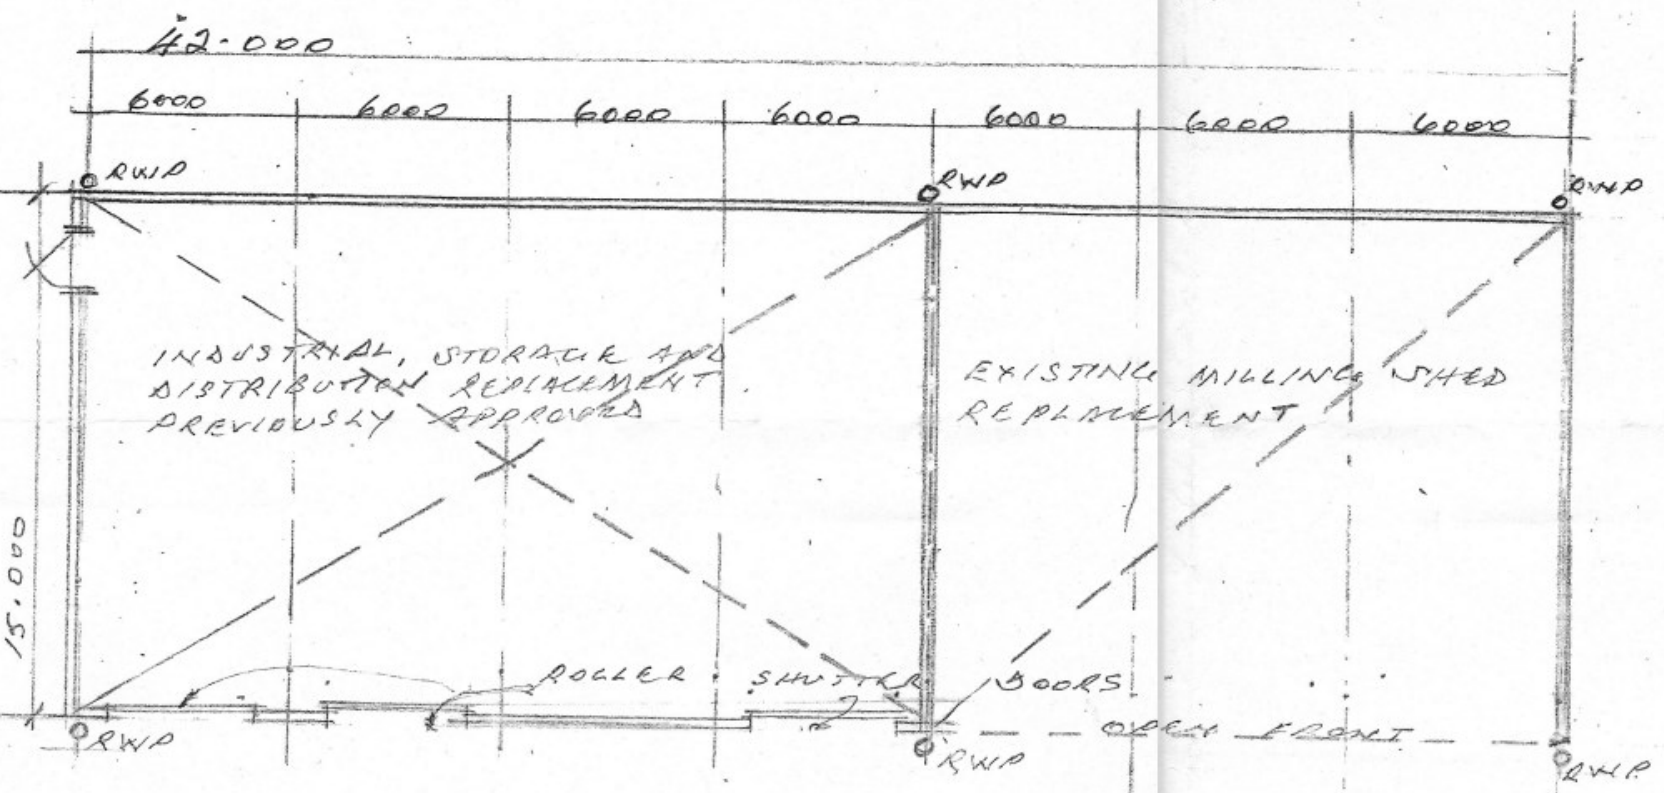 42.000
6000 6000 6000 6000 6000 6000 6000
RWP RWP RWP
INDUSTRIAL, STORAGE AND
DISTRIBUTION REPLACEMENT
PREVIOUSLY APPROVED
EXISTING MILLING SHED
REPLACEMENT
15.000
ROLLER SHUTTER DOORS
OPEN FRONT
RWP RWP RWP